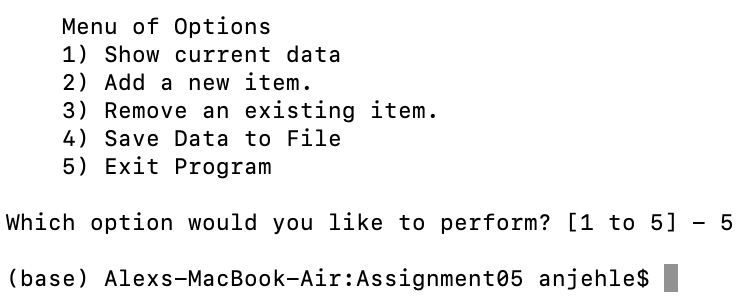 Menu of Options
1) Show current data
2) Add a new item.
3) Remove an existing item.
4) Save Data to File
5) Exit Program
Which option would you like to perform? [1 to 5] - 5
(base) Alexs-MacBook-Air:Assignment05 anjehle$